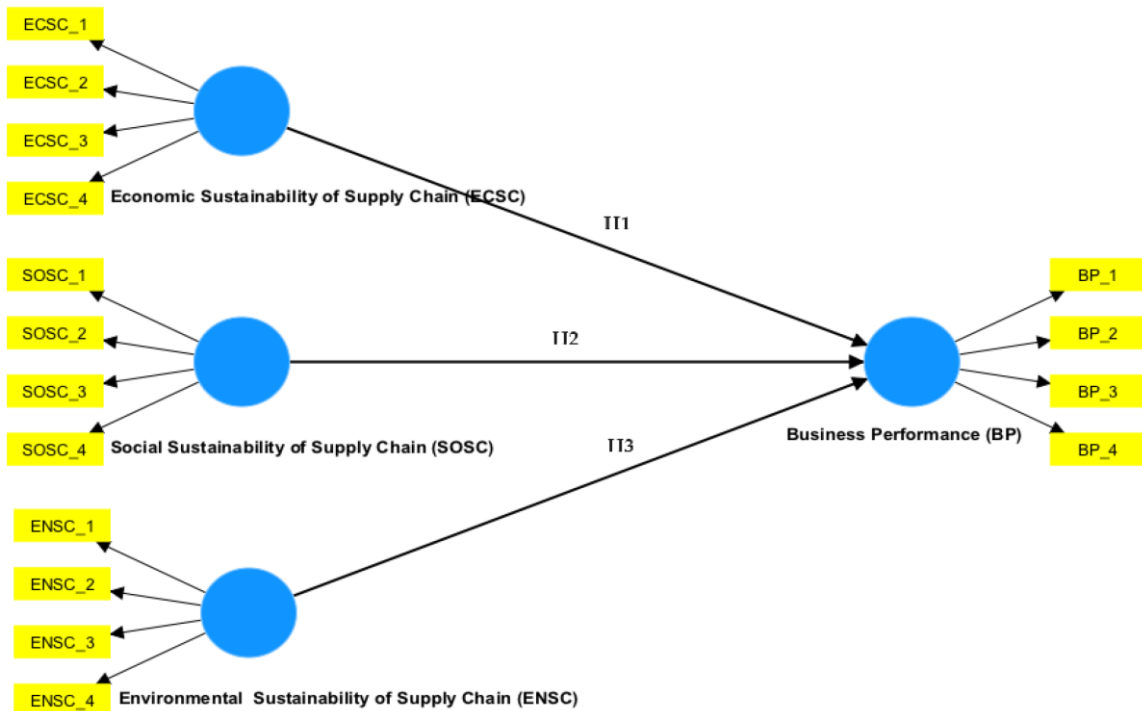 ECSC_1
ECSC_2
ECSC_3
ECSC_4
Economic Sustainability of Supply Chain (ECSC)
H1
SOSC_1
SOSC_2
SOSC_3
SOSC_4
Social Sustainability of Supply Chain (SOSC)
H2
BP_1
BP_2
BP_3
BP_4
Business Performance (BP)
H3
ENSC_1
ENSC_2
ENSC_3
ENSC_4
Environmental Sustainability of Supply Chain (ENSC)